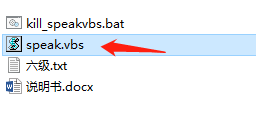 kill_speakvbs.bat
speak.vbs
六级.txt
说明书.docx